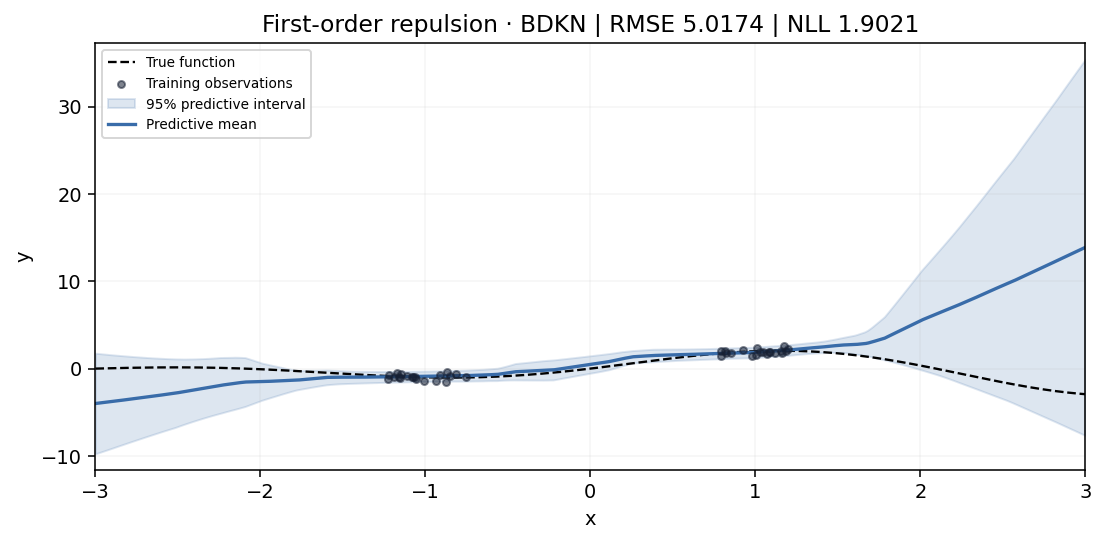 First-order repulsion · BDKN | RMSE 5.0174 | NLL 1.9021
True function
Training observations
95% predictive interval
Predictive mean
y
30
20
10
0
−10
−3
−2
−1
0
1
2
3
x